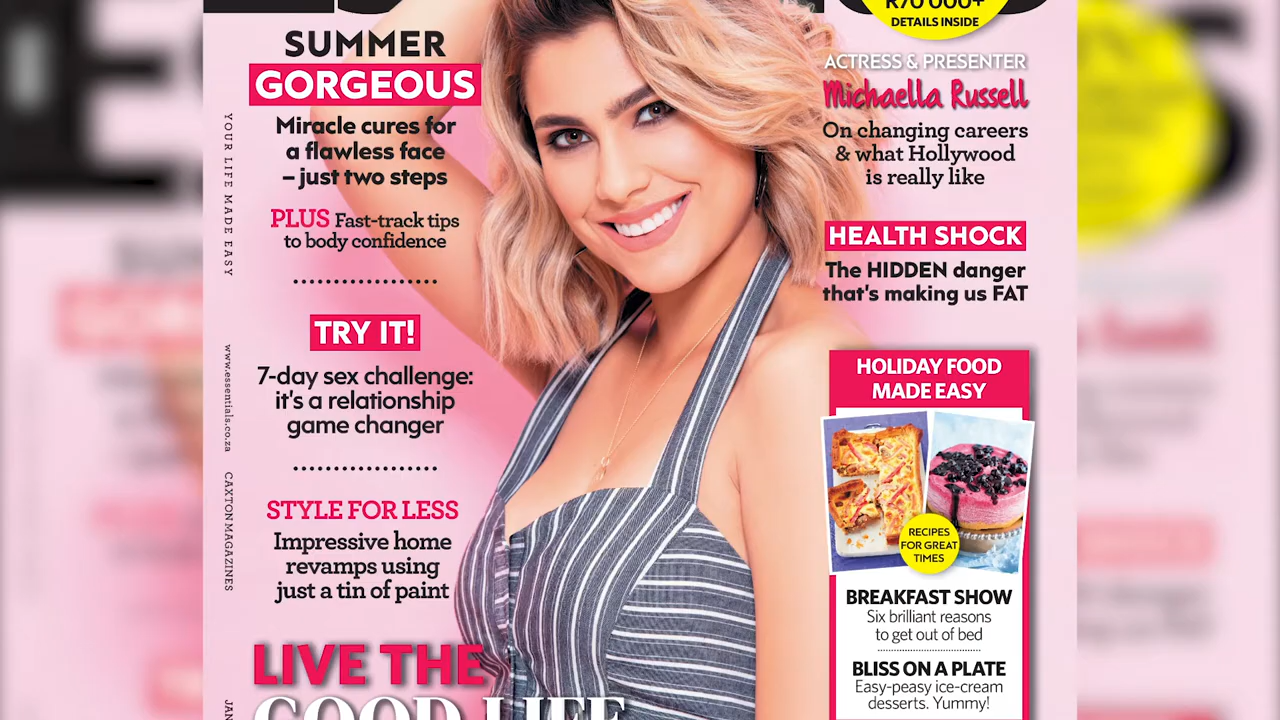 R70 000+
DETAILS INSIDE
SUMMER
GORGEOUS
Miracle cures for
a flawless face
– just two steps
PLUS Fast-track tips
to body confidence
TRY IT!
7-day sex challenge:
it's a relationship
game changer
STYLE FOR LESS
Impressive home
revamps using
just a tin of paint
LIVE THE
GOOD LIFE
YOUR LIFE MADE EASY
www.essentials.co.za
CAXTON MAGAZINES
JAN
ACTRESS & PRESENTER
Michaella Russell
On changing careers
& what Hollywood
is really like
HEALTH SHOCK
The HIDDEN danger
that's making us FAT
HOLIDAY FOOD
MADE EASY
RECIPES
FOR GREAT
TIMES
BREAKFAST SHOW
Six brilliant reasons
to get out of bed
BLISS ON A PLATE
Easy-peasy ice-cream
desserts. Yummy!